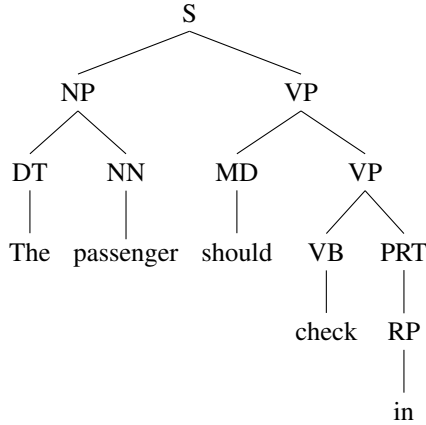 S
NP VP
DT NN MD VP
The passenger should VB PRT
check RP
in